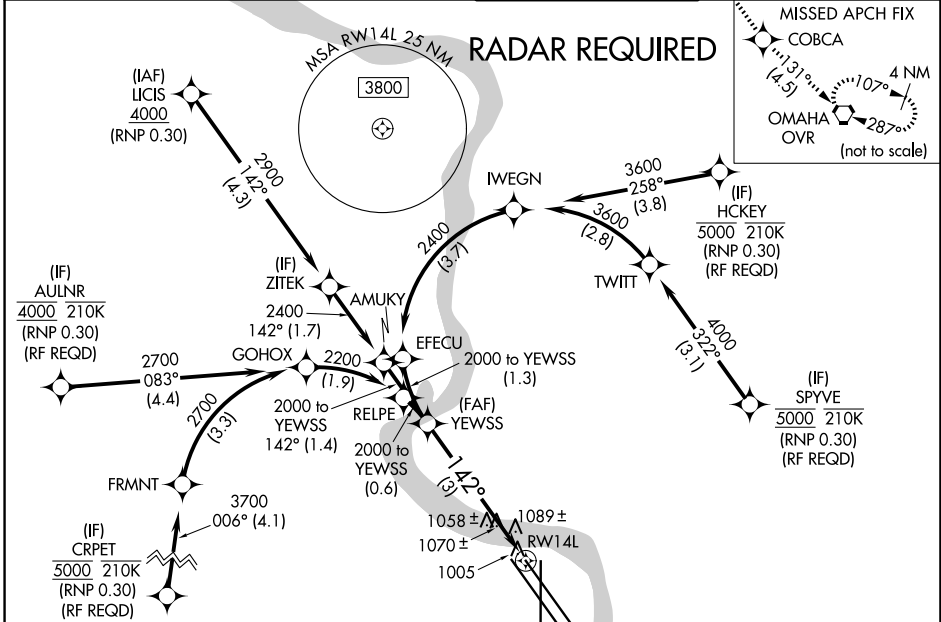 RADAR REQUIRED
MSA RW14L 25 NM
3800
MISSED APCH FIX
COBCA
131°
(4.5)
4 NM
107°
OMAHA
OVR
287°
(not to scale)
(IAF)
LICIS
4000
(RNP 0.30)
2900
142°
(4.3)
(IF)
ZITEK
2400
142° (1.7)
AMUKY
IWEGN
3600
258°
(3.8)
(IF)
HCKEY
5000 210K
(RNP 0.30)
(RF REQD)
3600
(2.8)
TWITT
2400
(3.7)
4000
322°
(3.1)
(IF)
SPYVE
5000 210K
(RNP 0.30)
(RF REQD)
(IF)
AULNR
4000 210K
(RNP 0.30)
(RF REQD)
2700
083°
(4.4)
GOHOX
2200
(1.9)
EFECU
2000 to YEWSS
(1.3)
2000 to
YEWSS
142° (1.4)
RELPE
(FAF)
YEWSS
2000 to
YEWSS
(0.6)
2700
(3.3)
FRMNT
3700
006° (4.1)
(IF)
CRPET
5000 210K
(RNP 0.30)
(RF REQD)
142°
(3)
1058 ±
1089 ±
1070 ±
RW14L
1005